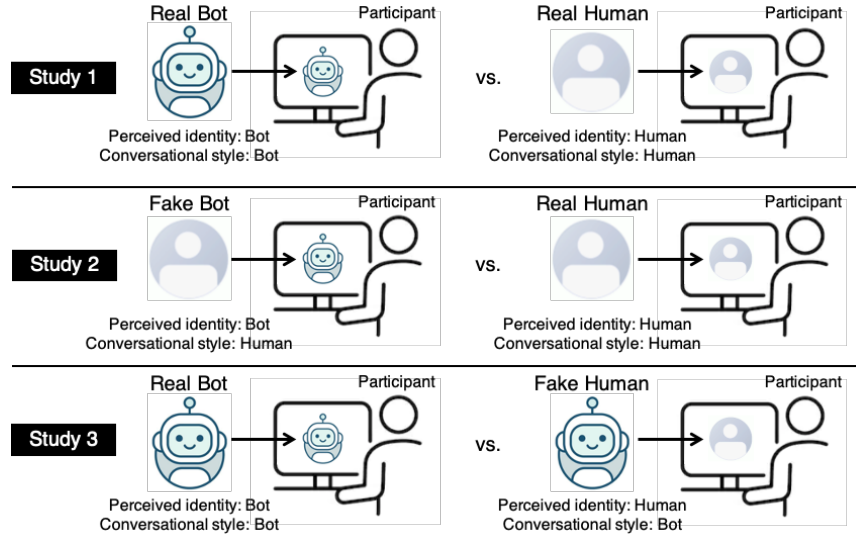 Real Bot
Participant
Real Human
Participant
Study 1
vs.
Perceived identity: Bot
Conversational style: Bot
Perceived identity: Human
Conversational style: Human
Fake Bot
Participant
Real Human
Participant
Study 2
vs.
Perceived identity: Bot
Conversational style: Human
Perceived identity: Human
Conversational style: Human
Real Bot
Participant
Fake Human
Participant
Study 3
vs.
Perceived identity: Bot
Conversational style: Bot
Perceived identity: Human
Conversational style: Bot